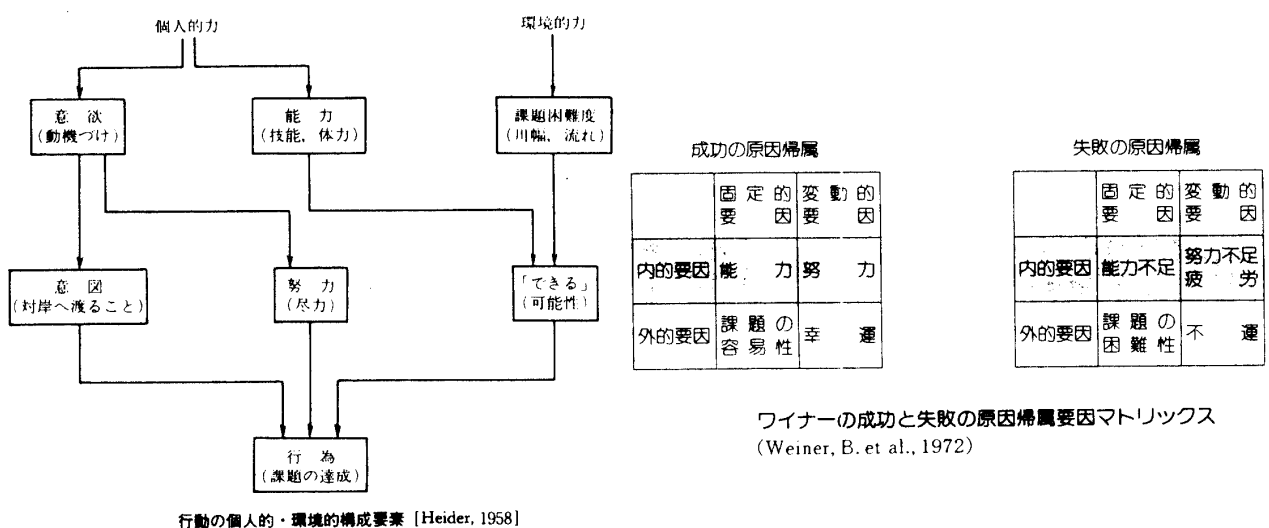 個人的力
環境的力
意欲
(動機づけ)
能力
(技能, 体力)
課題困難度
(川幅, 流れ)
意図
(対岸へ渡ること)
努力
(尽力)
「できる」
(可能性)
行為
(課題の達成)
行動の個人的・環境的構成要素 [Heider, 1958]
成功の原因帰属
固定的 変動的
要因 要因
内的要因 能力 努力
外的要因 課題の 幸運
容易性
失敗の原因帰属
固定的 変動的
要因 要因
内的要因 能力不足 努力不足
疲労
外的要因 課題の 不運
困難性
ワイナーの成功と失敗の原因帰属要因マトリックス
(Weiner, B. et al., 1972)